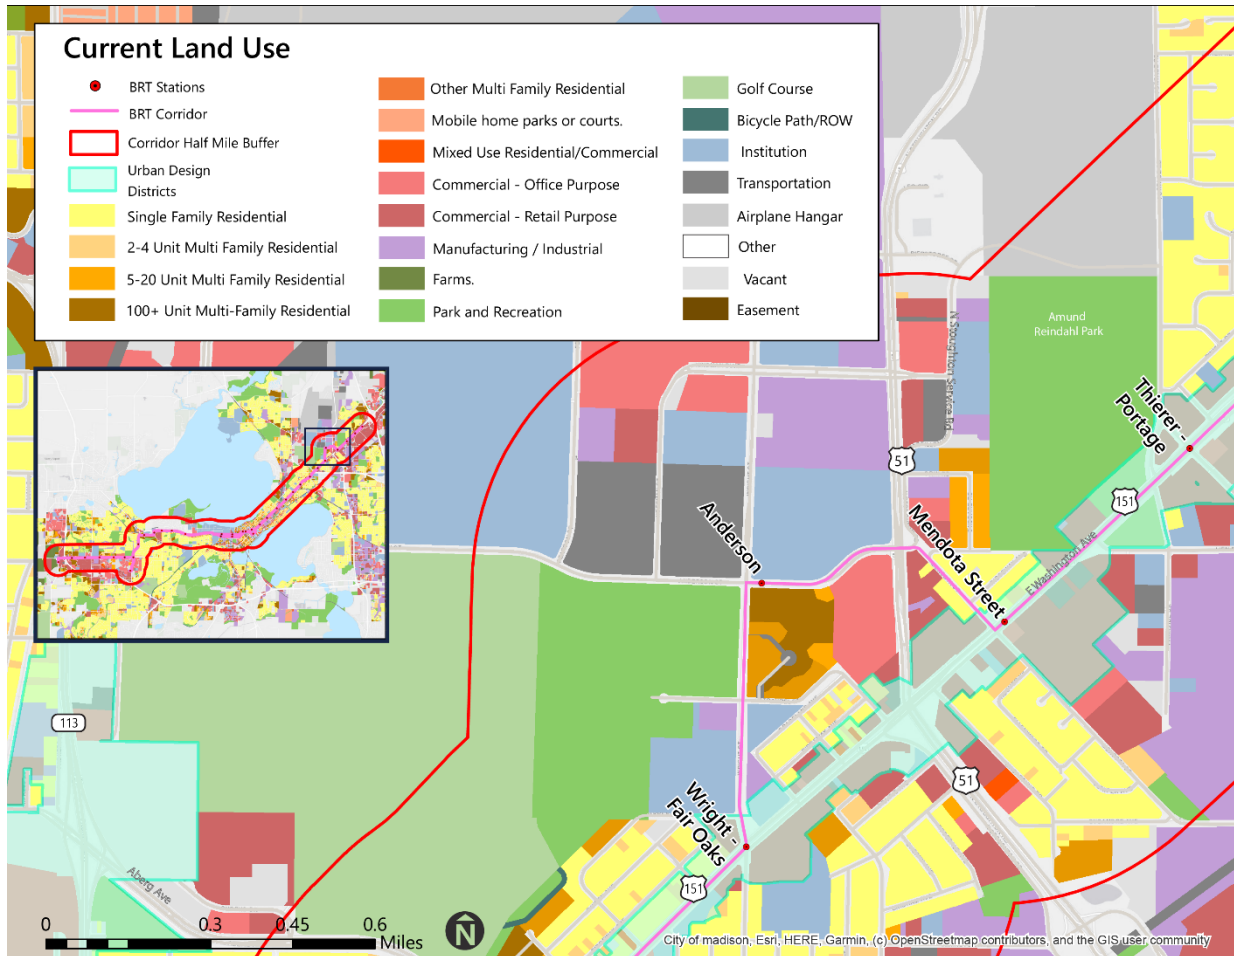 Current Land Use
BRT Stations
BRT Corridor
Corridor Half Mile Buffer
Urban Design
Districts
Single Family Residential
2-4 Unit Multi Family Residential
5-20 Unit Multi Family Residential
100+ Unit Multi-Family Residential
Other Multi Family Residential
Mobile home parks or courts.
Mixed Use Residential/Commercial
Commercial - Office Purpose
Commercial - Retail Purpose
Manufacturing / Industrial
Farms.
Park and Recreation
Golf Course
Bicycle Path/ROW
Institution
Transportation
Airplane Hangar
Other
Vacant
Easement
Amund
Reindahl Park
N Stoughton Service Rd
Thierer -
Portage
51
151
Anderson
Mendota Street
E Washington Ave
113
51
Wright -
Fair Oaks
151
Aberg Ave
0 0.3 0.45 0.6
Miles
N
City of madison, Esri, HERE, Garmin, (c) OpenStreetmap contributors, and the GIS user community